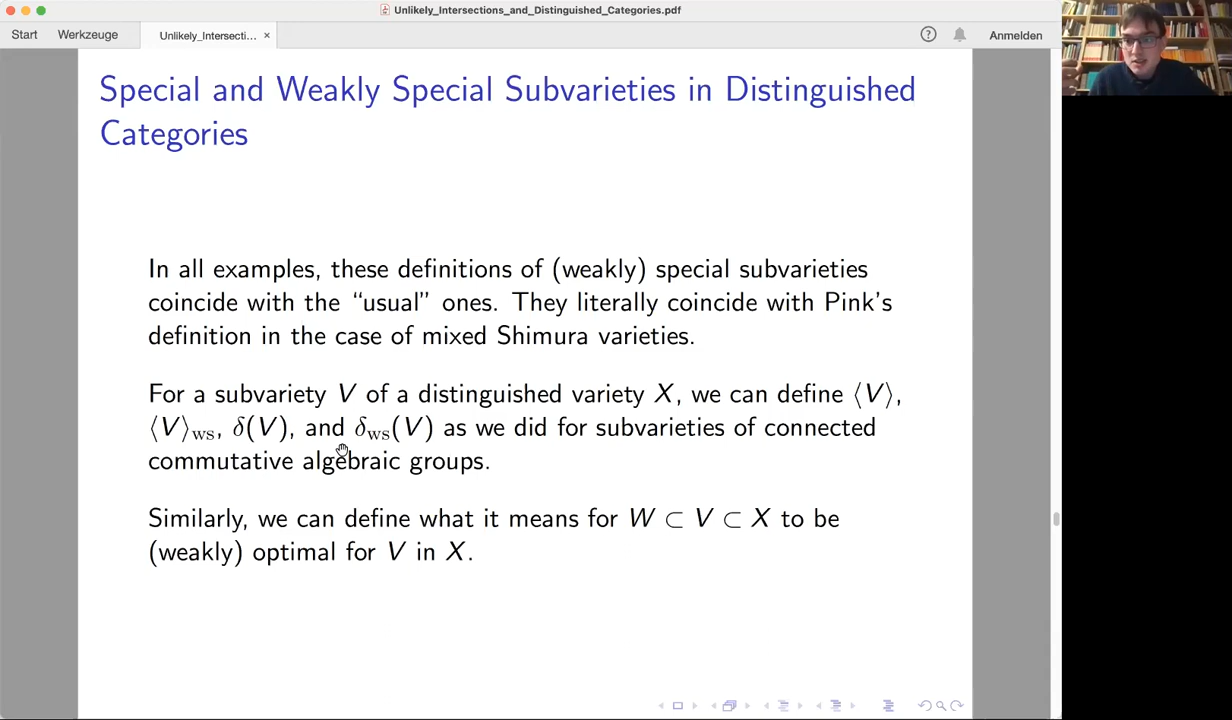 Unlikely_Intersections_and_Distinguished_Categories.pdf
Start Werkzeuge Unlikely_Intersecti... × ? Anmelden
Special and Weakly Special Subvarieties in Distinguished
Categories
In all examples, these definitions of (weakly) special subvarieties
coincide with the “usual” ones. They literally coincide with Pink’s
definition in the case of mixed Shimura varieties.
For a subvariety V of a distinguished variety X, we can define ⟨V⟩,
⟨V⟩ws, δ(V), and δws(V) as we did for subvarieties of connected
commutative algebraic groups.
Similarly, we can define what it means for W ⊂ V ⊂ X to be
(weakly) optimal for V in X.